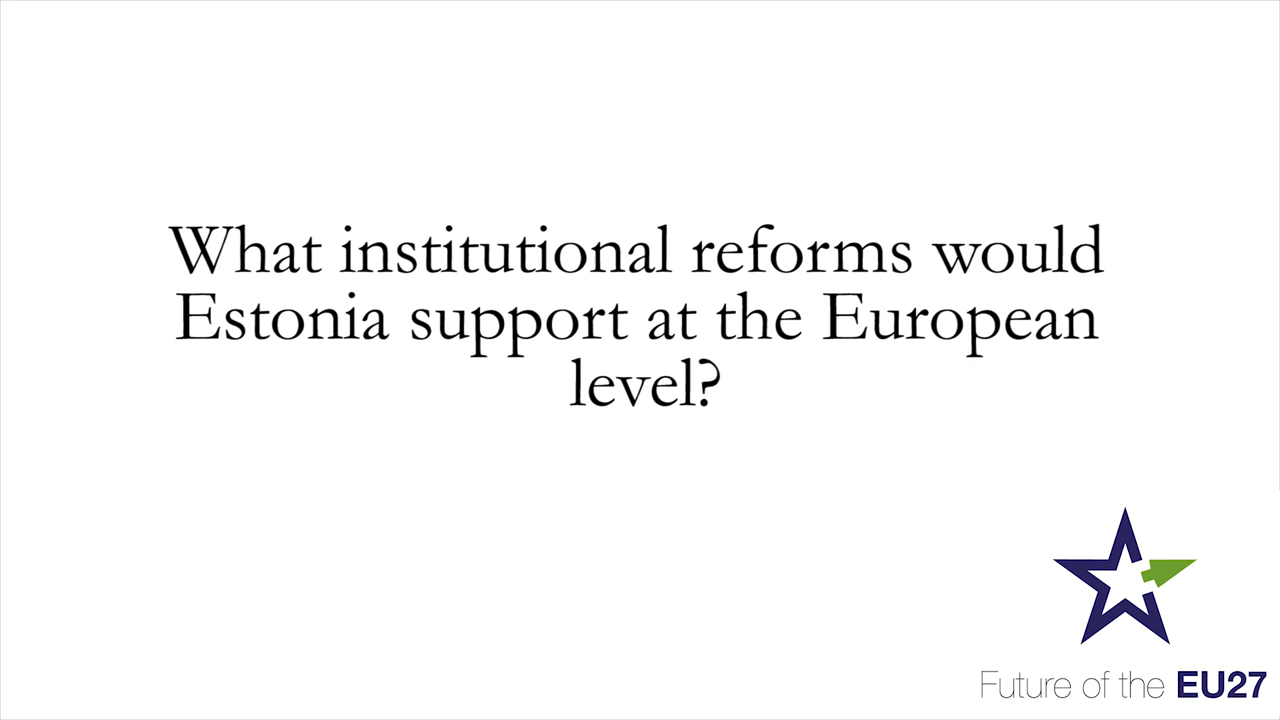 What institutional reforms would
Estonia support at the European
level?
Future of the EU27